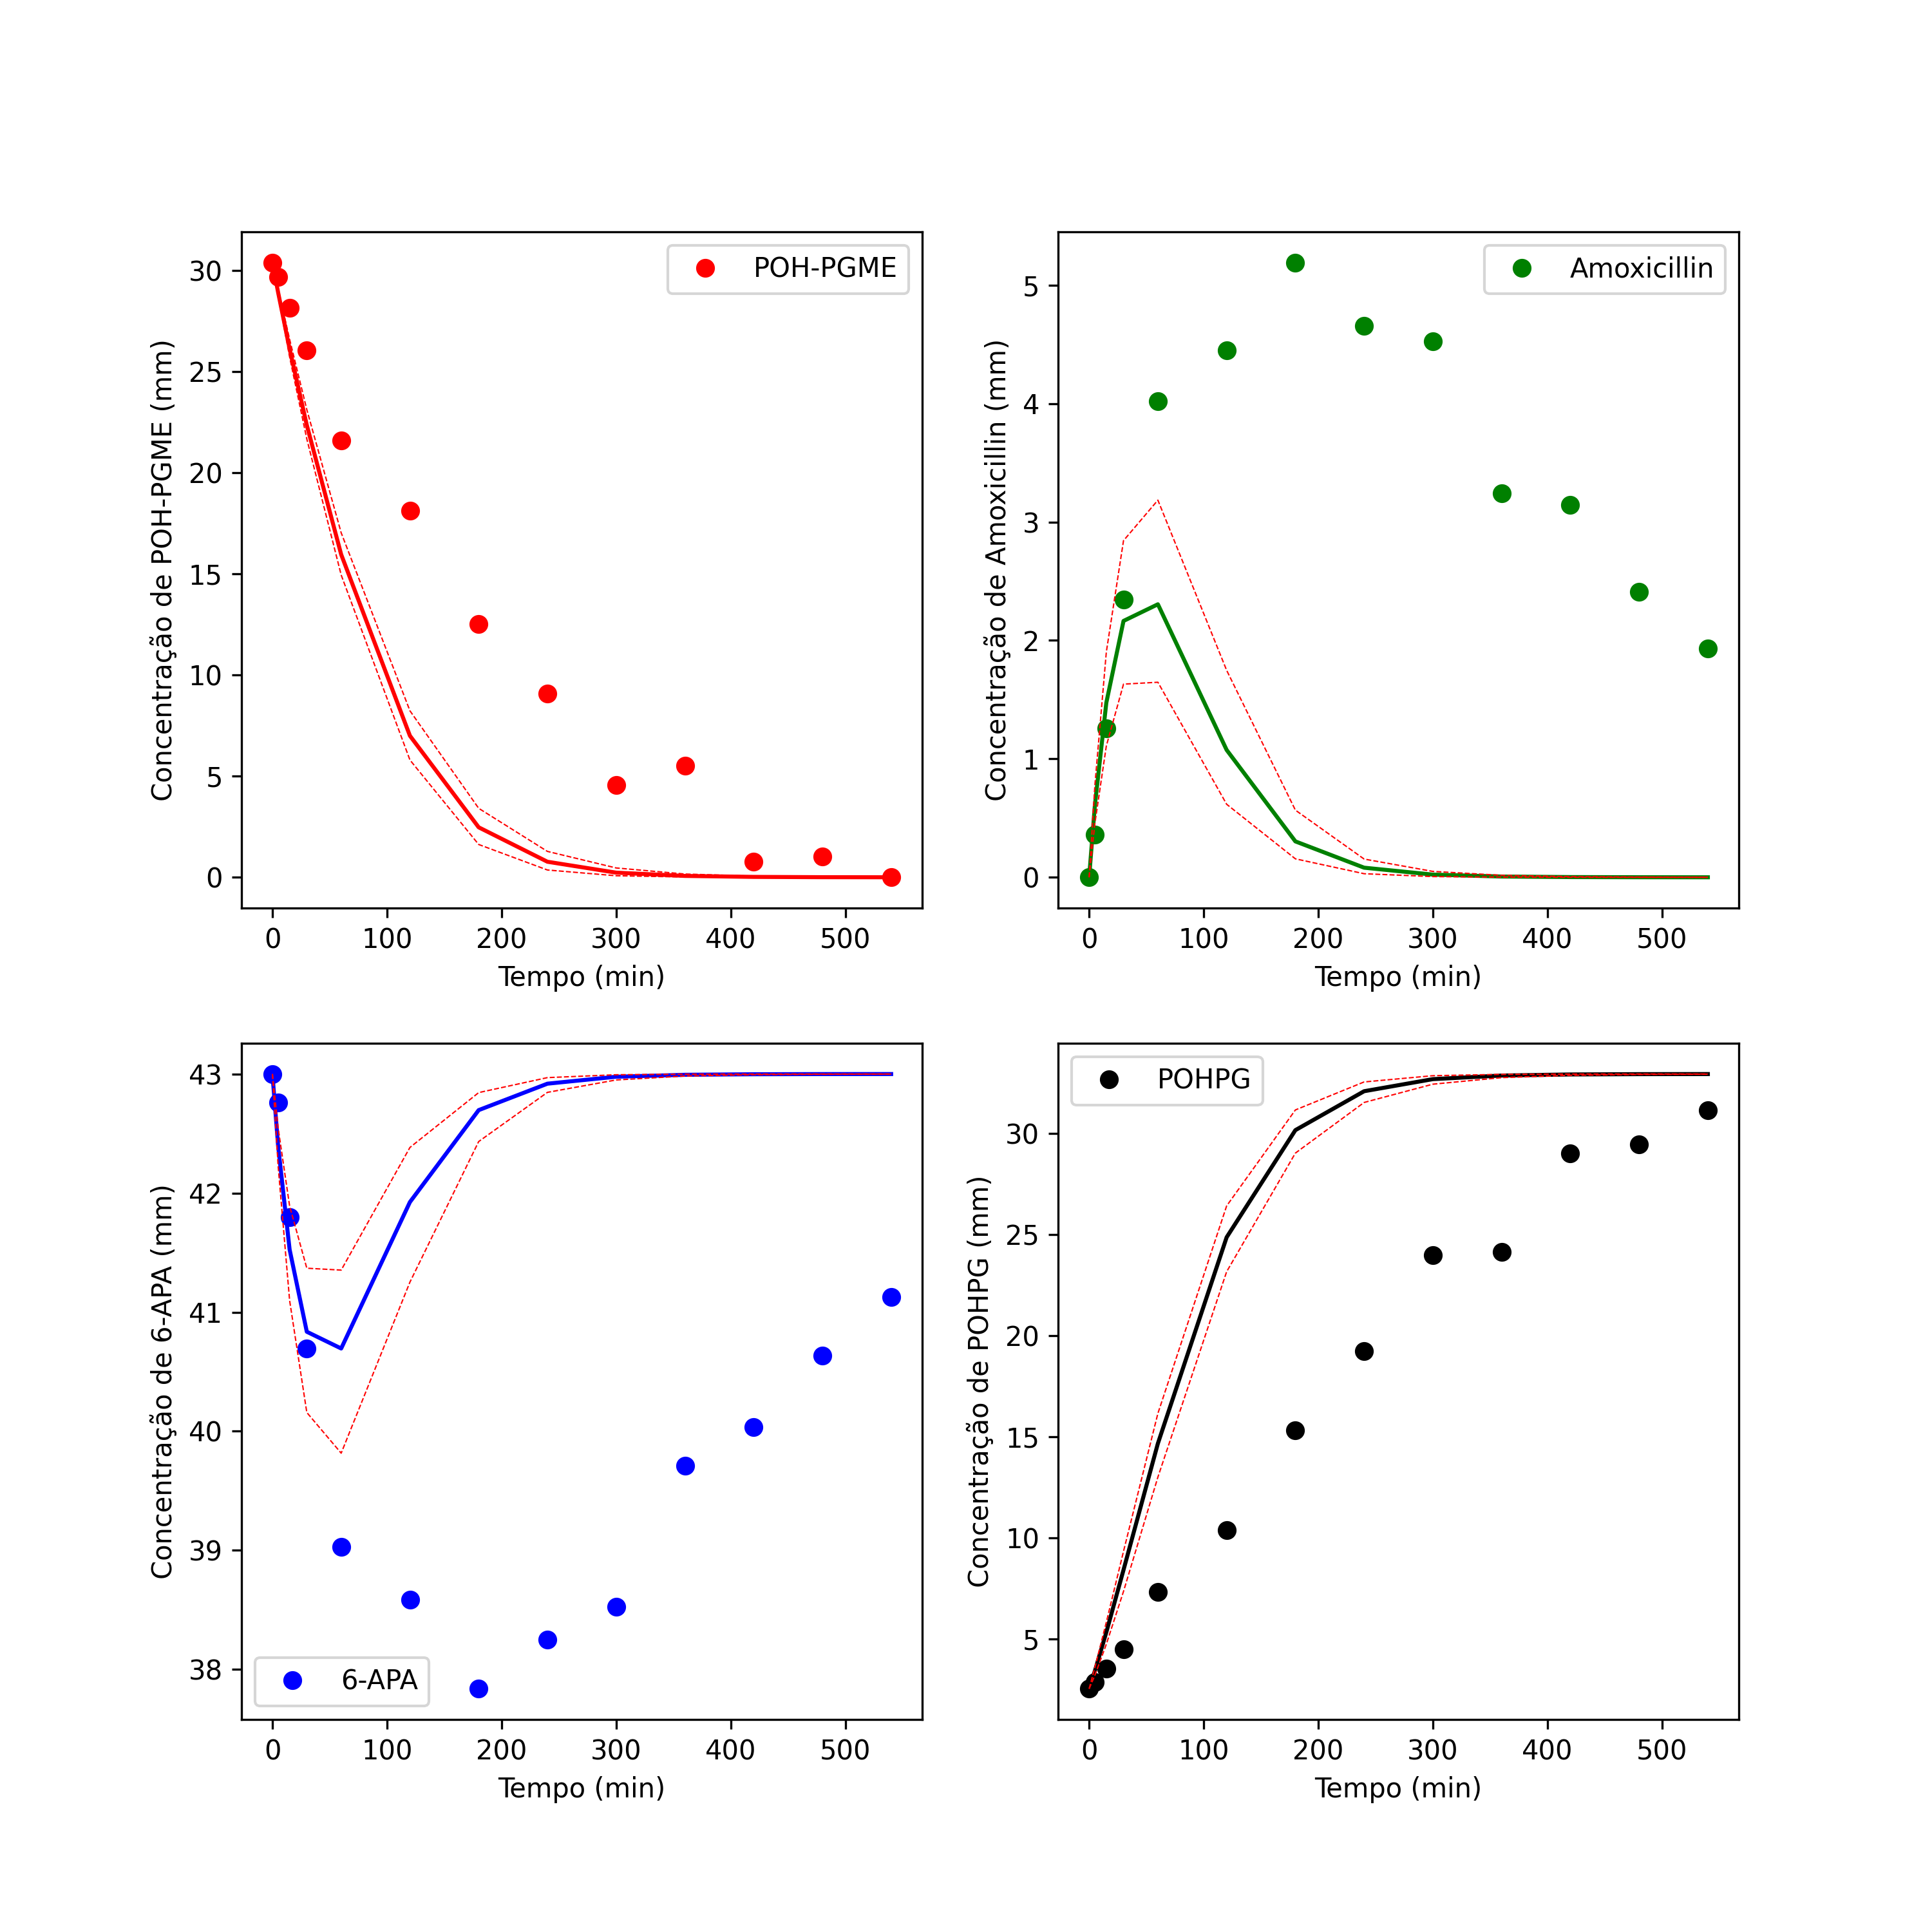 POH-PGME
30
25
20
15
10
5
0
Concentração de POH-PGME (mm)
0 100 200 300 400 500
Tempo (min)
Amoxicillin
5
4
3
2
1
0
Concentração de Amoxicillin (mm)
0 100 200 300 400 500
Tempo (min)
6-APA
43
42
41
40
39
38
Concentração de 6-APA (mm)
0 100 200 300 400 500
Tempo (min)
POHPG
30
25
20
15
10
5
Concentração de POHPG (mm)
0 100 200 300 400 500
Tempo (min)